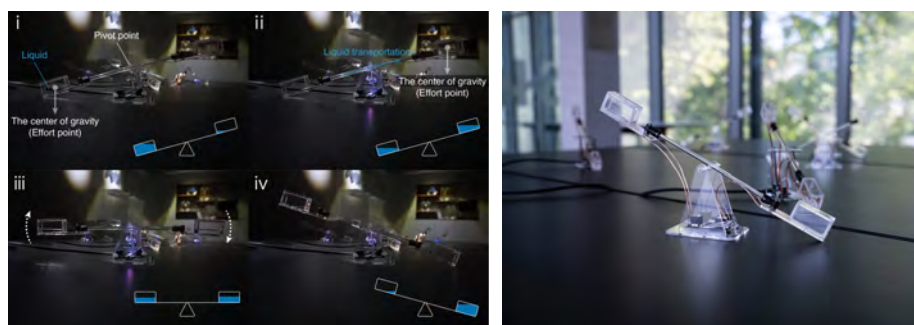 i
Pivot point
Liquid
The center of gravity
(Effort point)
ii
Liquid transportation
The center of gravity
(Effort point)
iii
iv